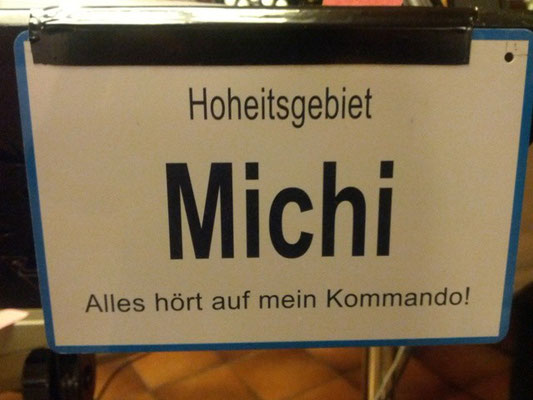 Hoheitsgebiet
Michi
Alles hört auf mein Kommando!